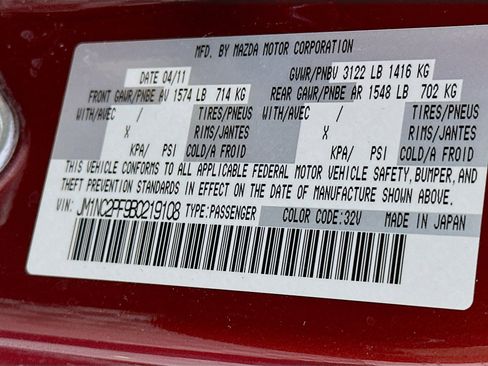 MFD. BY MAZDA MOTOR CORPORATION
DATE 04/11 GVWR/PNBV 3122 LB 1416 KG
FRONT GAWR/PNBE AV 1574 LB 714 KG REAR GAWR/PNBE AR 1548 LB 702 KG
WITH/AVEC / TIRES/PNEUS WITH/AVEC / TIRES/PNEUS
X RIMS/JANTES X RIMS/JANTES
KPA/ PSI COLD/A FROID KPA/ PSI COLD/A FROID
THIS VEHICLE CONFORMS TO ALL APPLICABLE FEDERAL MOTOR VEHICLE SAFETY, BUMPER, AND
THEFT PREVENTION STANDARDS IN EFFECT ON THE DATE OF MANUFACTURE SHOWN ABOVE.
VIN: JM1NC2PF9B0219108 TYPE:PASSENGER COLOR CODE:32V MADE IN JAPAN